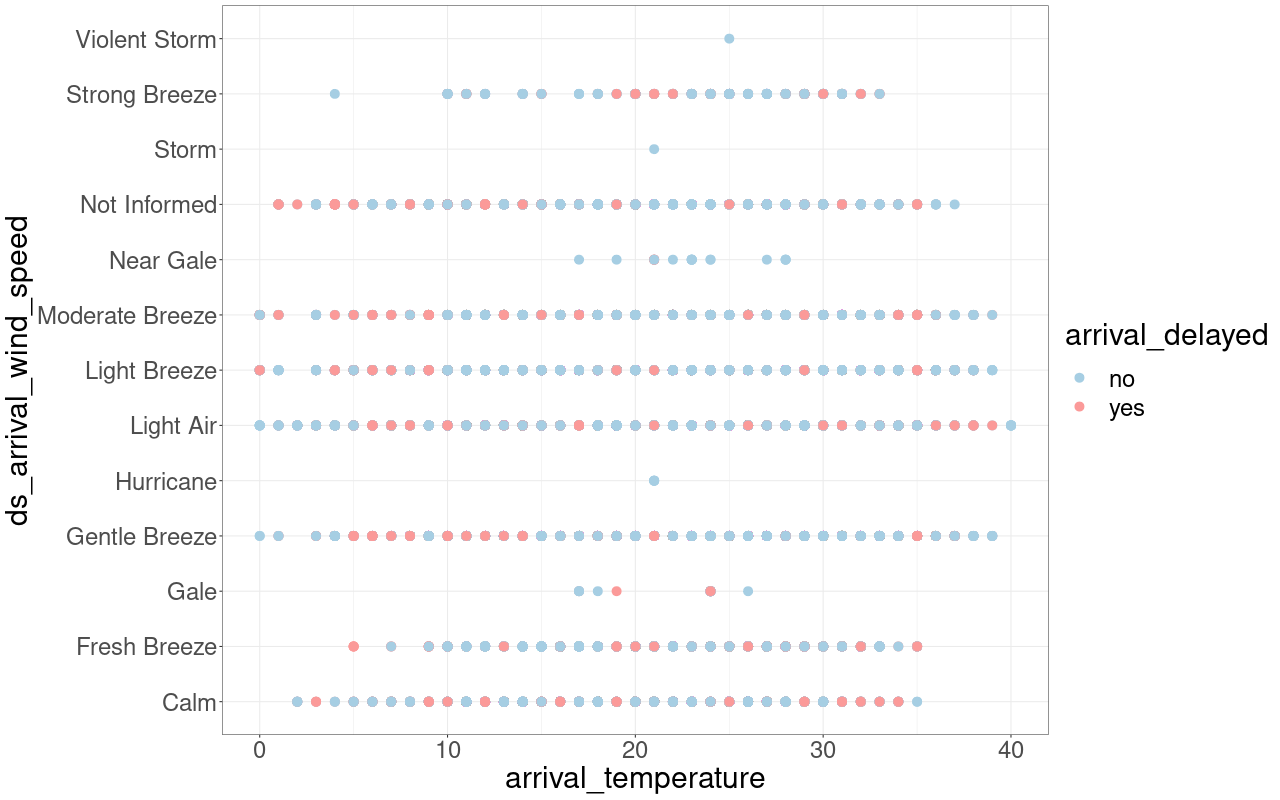 Violent Storm
Strong Breeze
Storm
Not Informed
Near Gale
Moderate Breeze
Light Breeze
Light Air
Hurricane
Gentle Breeze
Gale
Fresh Breeze
Calm
ds_arrival_wind_speed
0 10 20 30 40
arrival_temperature
arrival_delayed
no
yes